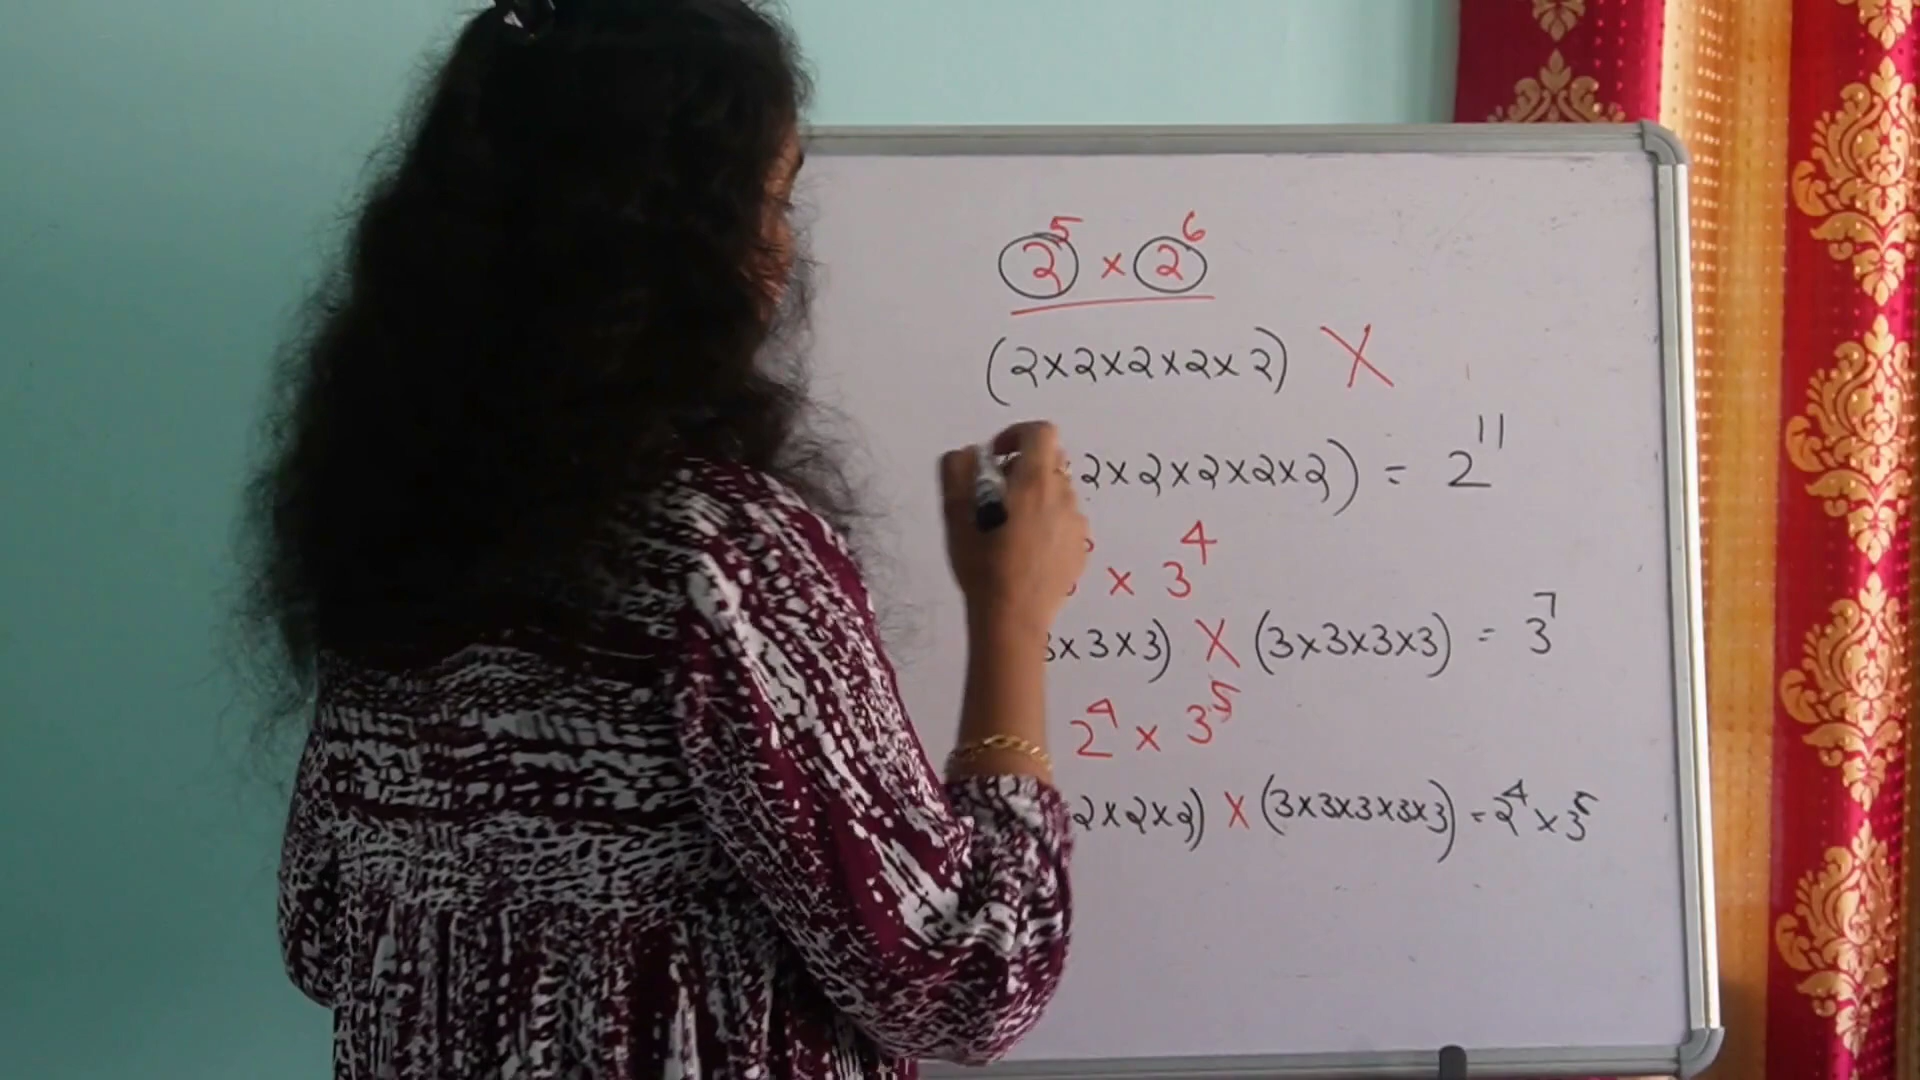 2⁵ × 2⁶
(2×2×2×2×2) ×
2×2×2×2×2) = 2¹¹
× 3⁴
3×3×3) × (3×3×3×3) = 3⁷
2⁴ × 3⁵
2×2×2) × (3×3×3×3×3) = 2⁴ × 3⁵